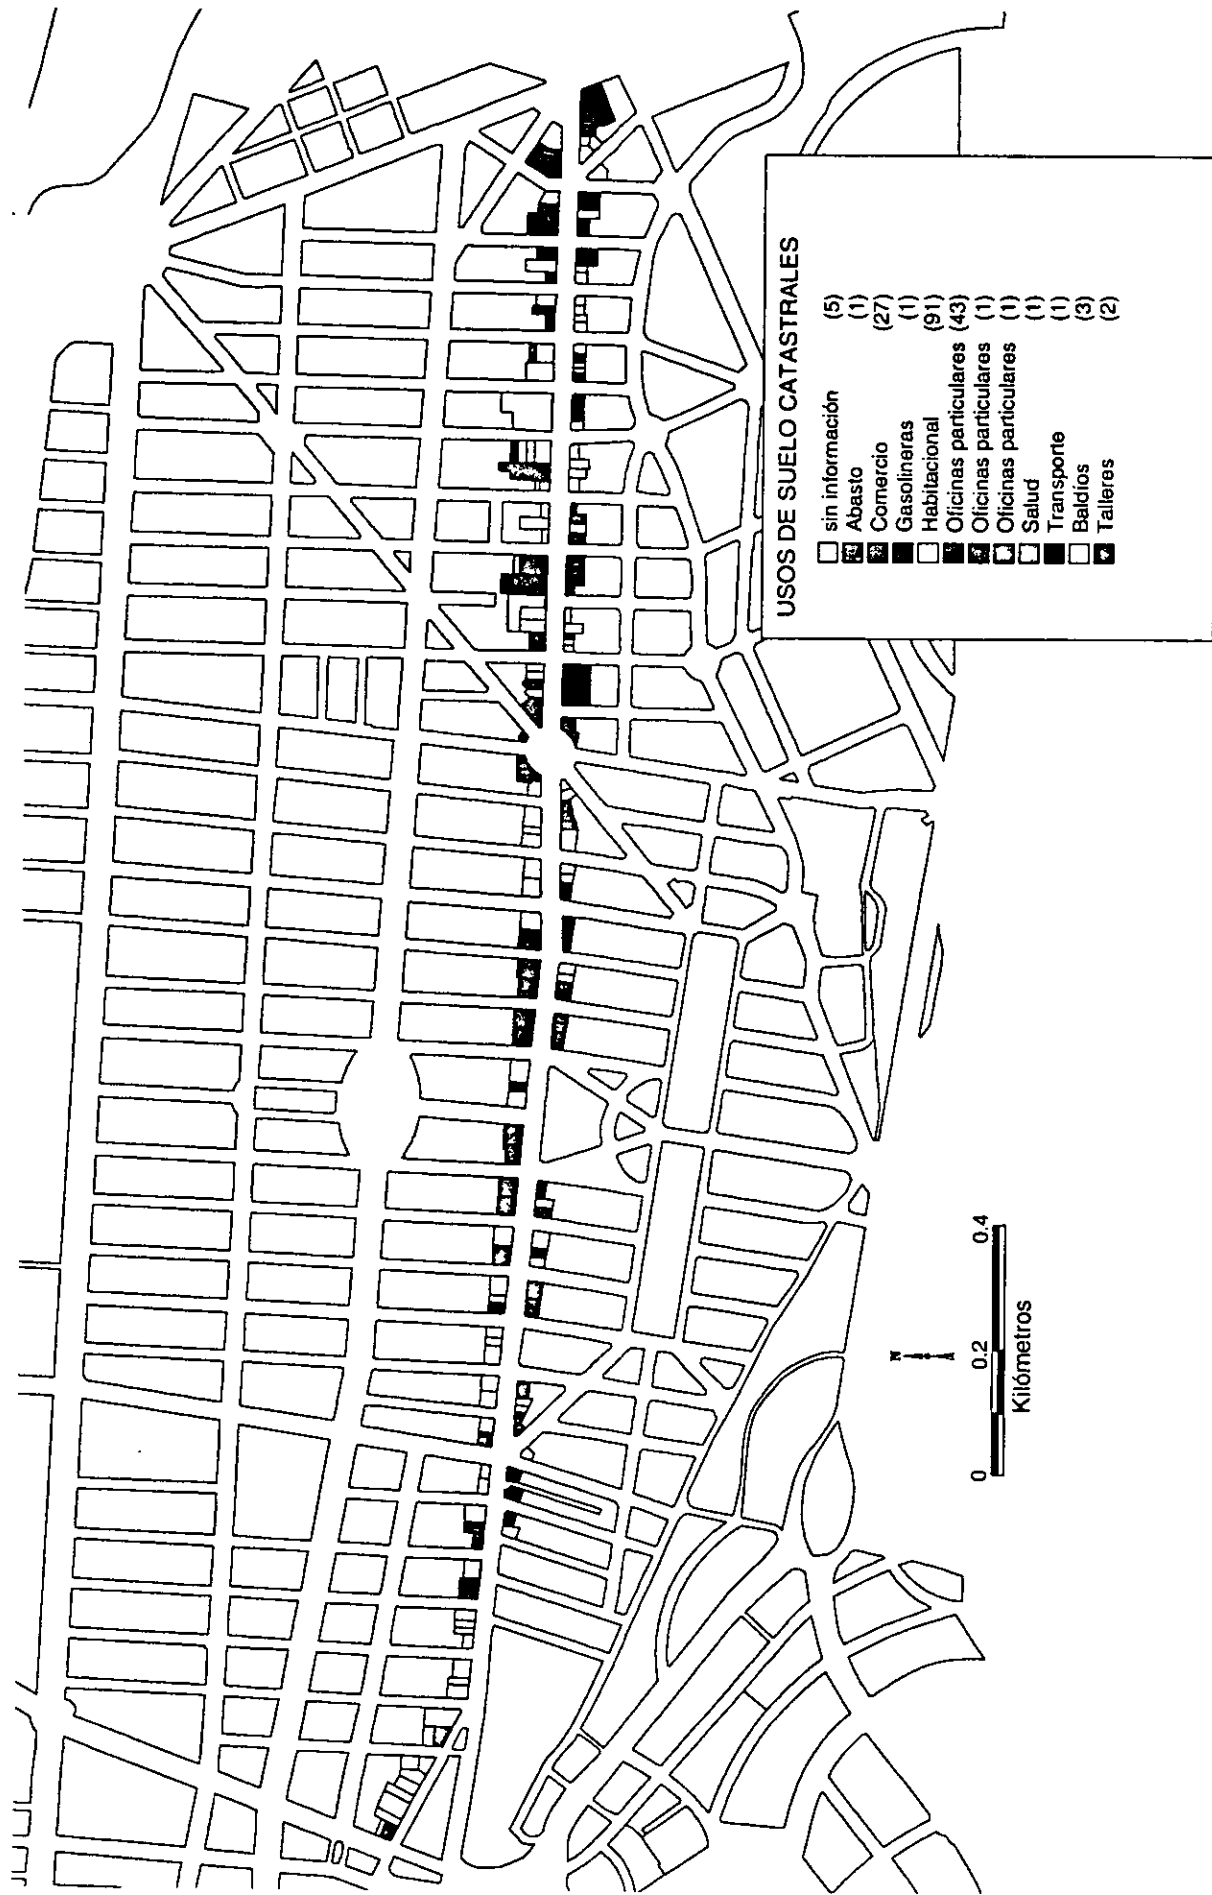 USOS DE SUELO CATASTRALES
sin información (5)
Abasto (1)
Comercio (27)
Gasolineras (1)
Habitacional (91)
Oficinas particulares (43)
Oficinas particulares (1)
Oficinas particulares (1)
Salud (1)
Transporte (1)
Baldíos (3)
Talleres (2)
N
0 0.2 0.4
Kilómetros